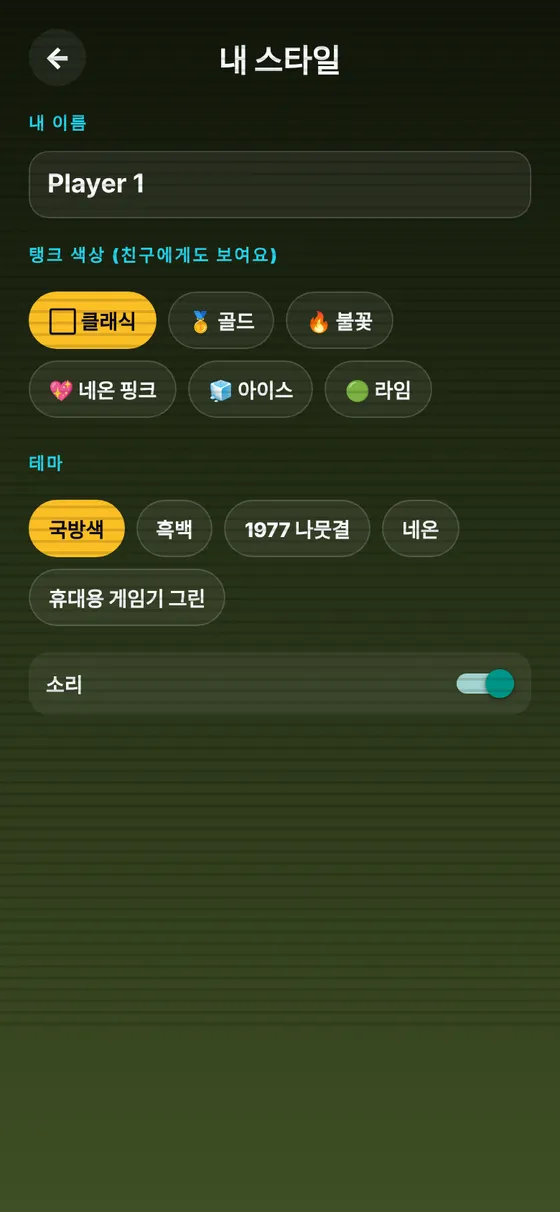 내 스타일
내 이름
Player 1
탱크 색상 (친구에게도 보여요)
클래식 🥇 골드 🔥 불꽃
💖 네온 핑크 🧊 아이스 🟢 라임
테마
국방색 흑백 1977 나뭇결 네온
휴대용 게임기 그린
소리